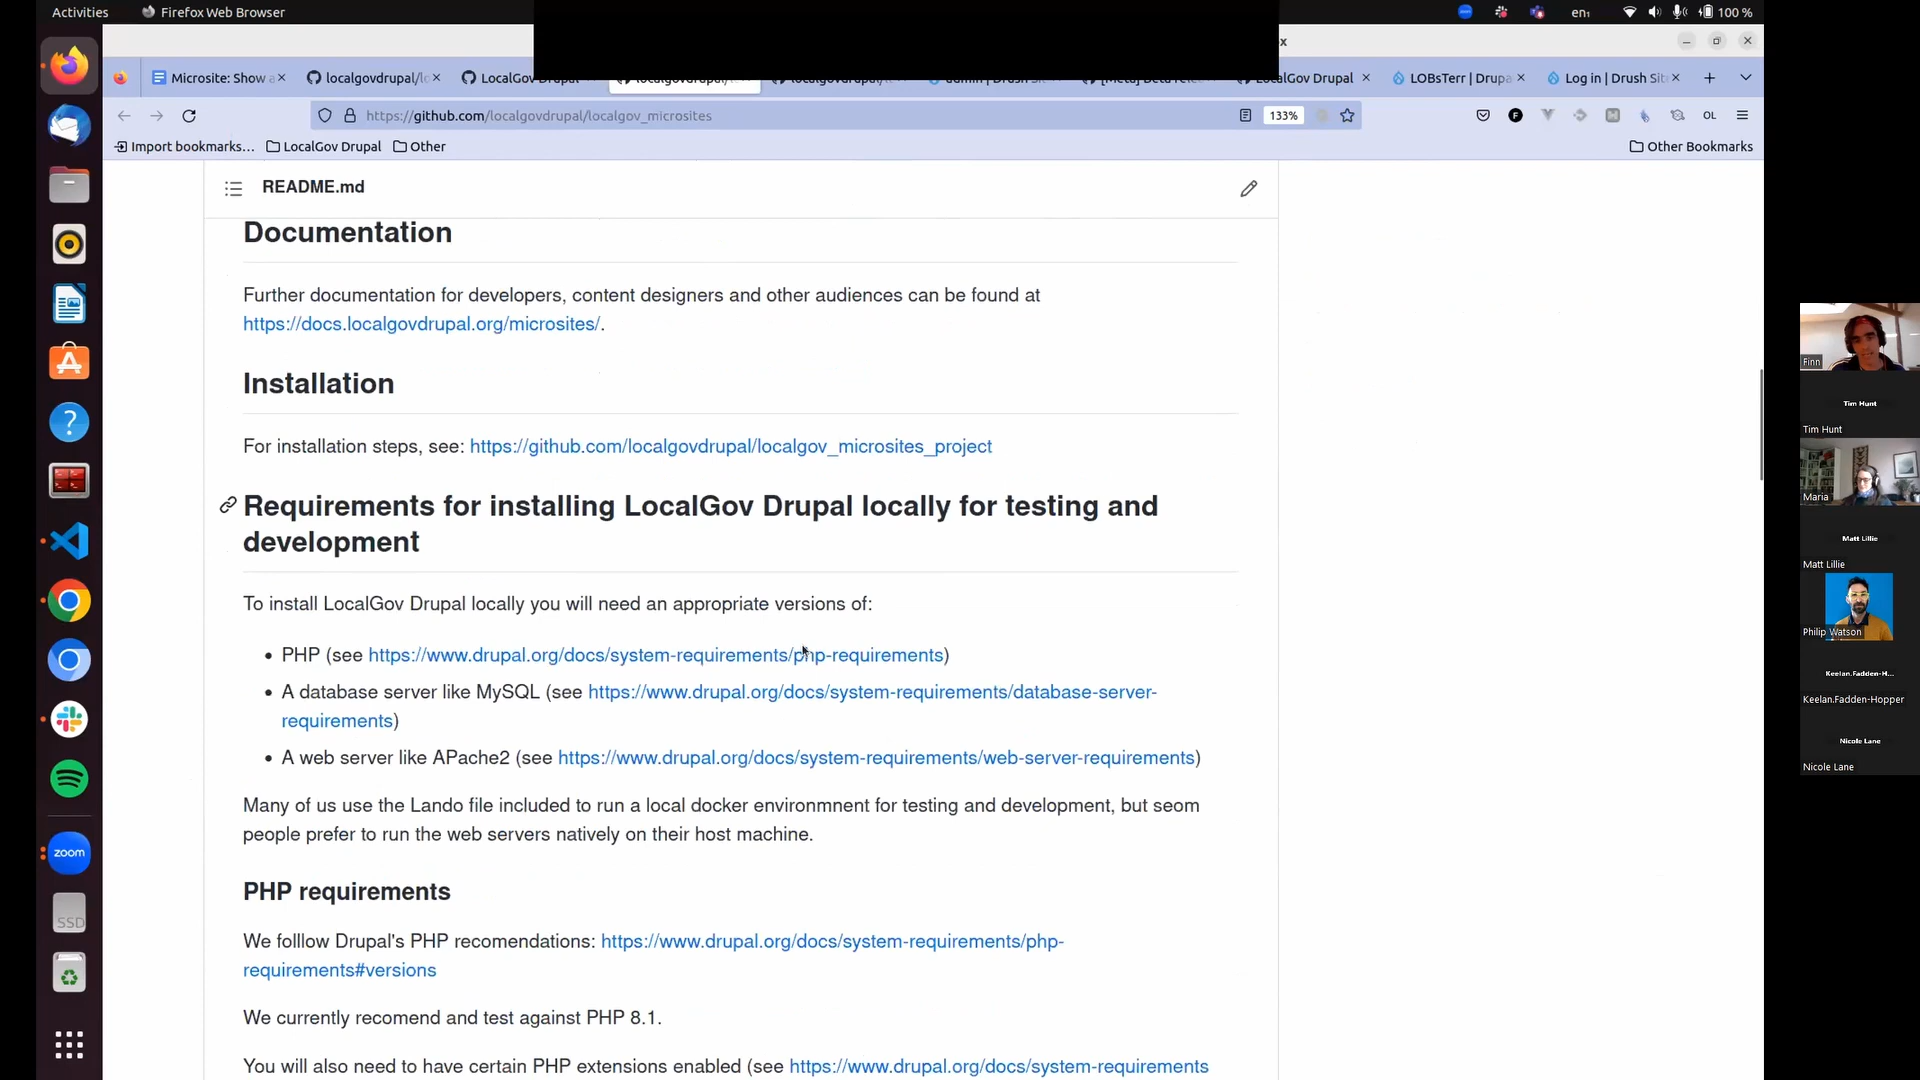 Activities
Firefox Web Browser
en₁
100 %
x
Microsite: Show a
localgovdrupal/lo
LocalGov Drupal
LocalGov Drupal
LOBsTerr | Drupa
Log in | Drush Sit
https://github.com/localgovdrupal/localgov_microsites
133%
OL
Import bookmarks...
LocalGov Drupal
Other
Other Bookmarks
README.md
Documentation
Further documentation for developers, content designers and other audiences can be found at
https://docs.localgovdrupal.org/microsites/.
Installation
For installation steps, see: https://github.com/localgovdrupal/localgov_microsites_project
Requirements for installing LocalGov Drupal locally for testing and
development
To install LocalGov Drupal locally you will need an appropriate versions of:
• PHP (see https://www.drupal.org/docs/system-requirements/php-requirements)
• A database server like MySQL (see https://www.drupal.org/docs/system-requirements/database-server-
requirements)
• A web server like APache2 (see https://www.drupal.org/docs/system-requirements/web-server-requirements)
Many of us use the Lando file included to run a local docker environmnent for testing and development, but seom
people prefer to run the web servers natively on their host machine.
PHP requirements
We folllow Drupal's PHP recomendations: https://www.drupal.org/docs/system-requirements/php-
requirements#versions
We currently recomend and test against PHP 8.1.
You will also need to have certain PHP extensions enabled (see https://www.drupal.org/docs/system-requirements
zoom
SSD
Finn
Tim Hunt
Tim Hunt
Maria
Matt Lillie
Matt Lillie
Philip Watson
Keelan.Fadden-H...
Keelan.Fadden-Hopper
Nicole Lane
Nicole Lane